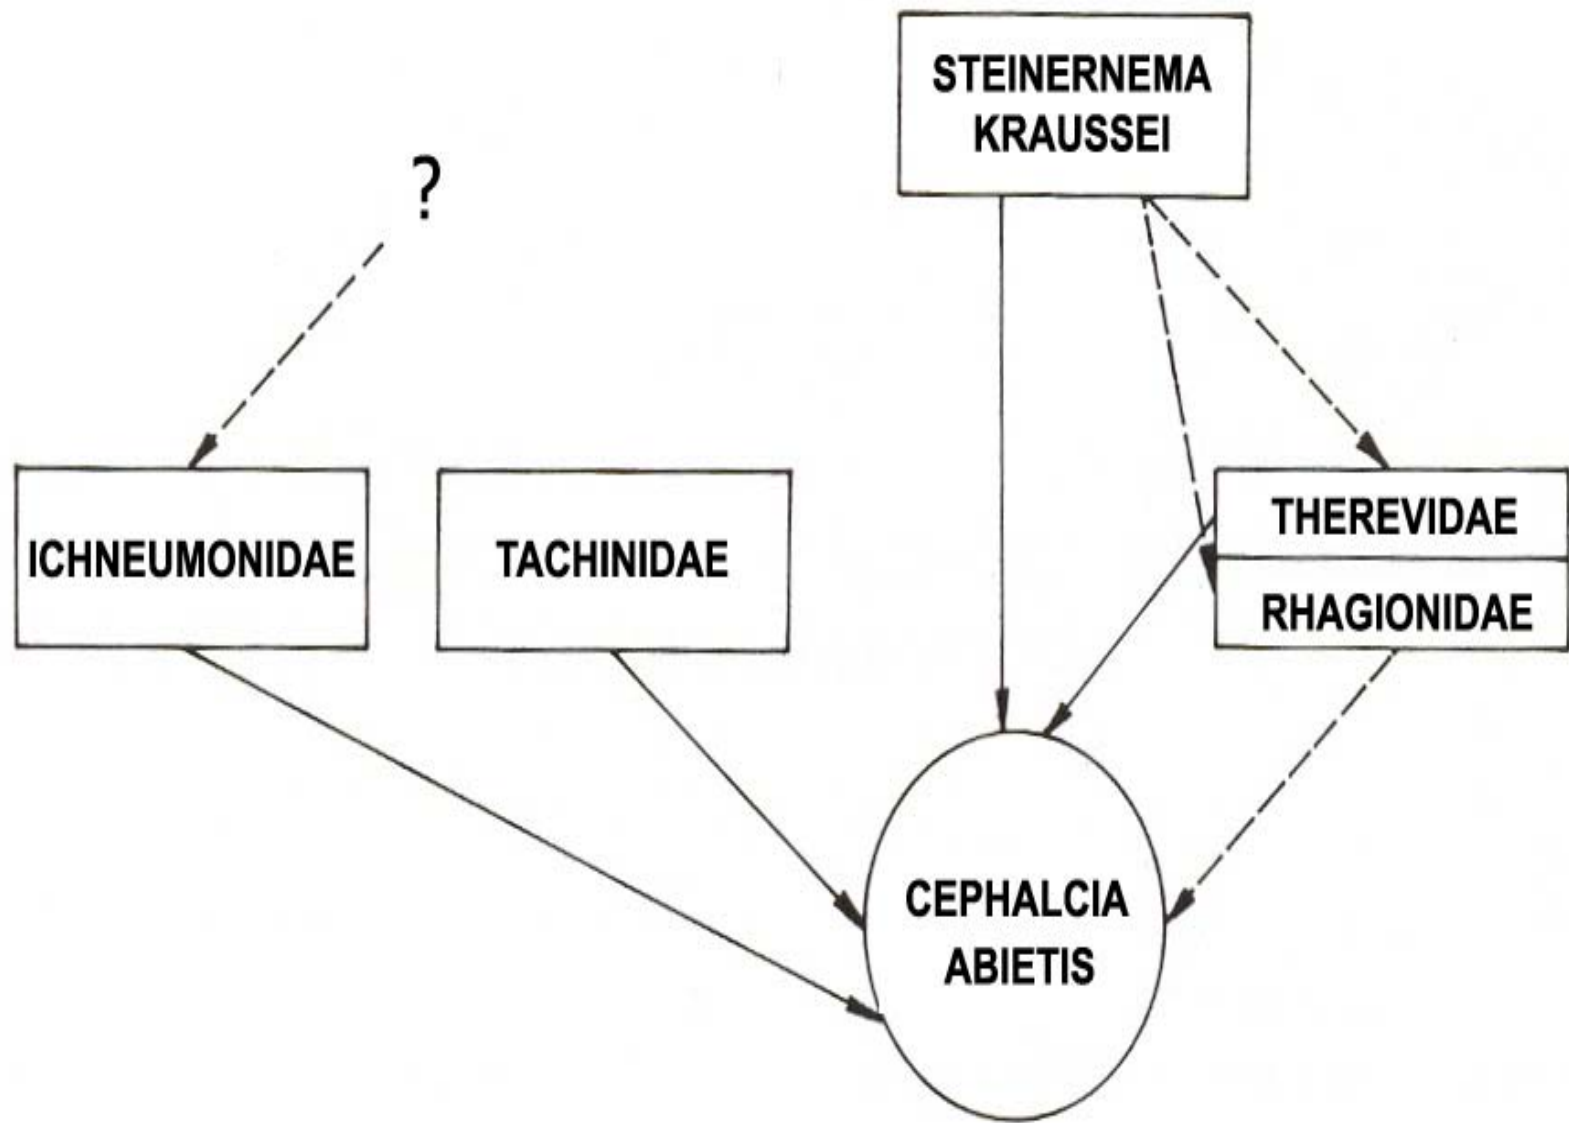 STEINERNEMA
KRAUSSEI
?
ICHNEUMONIDAE
TACHINIDAE
THEREVIDAE
RHAGIONIDAE
CEPHALCIA
ABIETIS